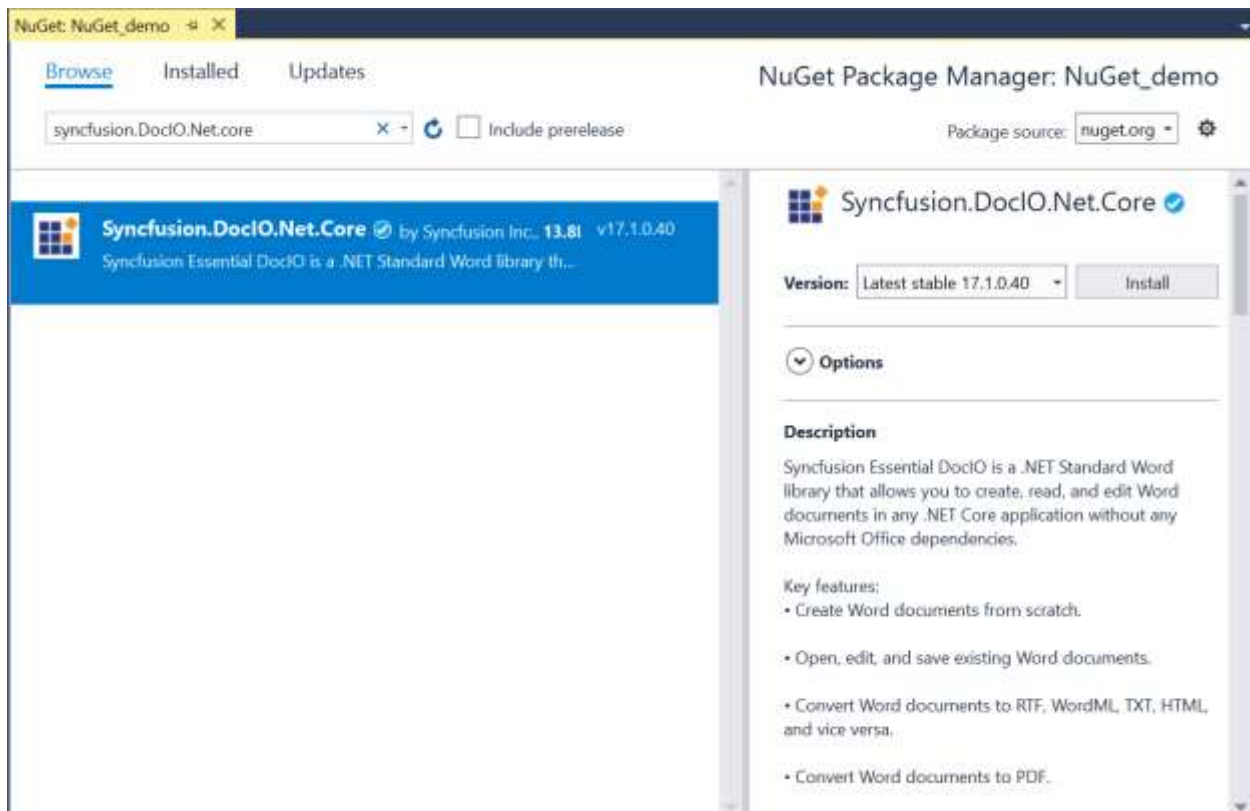 NuGet: NuGet_demo
Browse Installed Updates
NuGet Package Manager: NuGet_demo
syncfusion.DocIO.Net.core
Include prerelease
Package source: nuget.org
Syncfusion.DocIO.Net.Core by Syncfusion Inc., 13.8I v17.1.0.40
Syncfusion Essential DocIO is a .NET Standard Word library th...
Syncfusion.DocIO.Net.Core
Version: Latest stable 17.1.0.40 Install
Options
Description
Syncfusion Essential DocIO is a .NET Standard Word
library that allows you to create, read, and edit Word
documents in any .NET Core application without any
Microsoft Office dependencies.
Key features:
• Create Word documents from scratch.
• Open, edit, and save existing Word documents.
• Convert Word documents to RTF, WordML, TXT, HTML,
and vice versa.
• Convert Word documents to PDF.